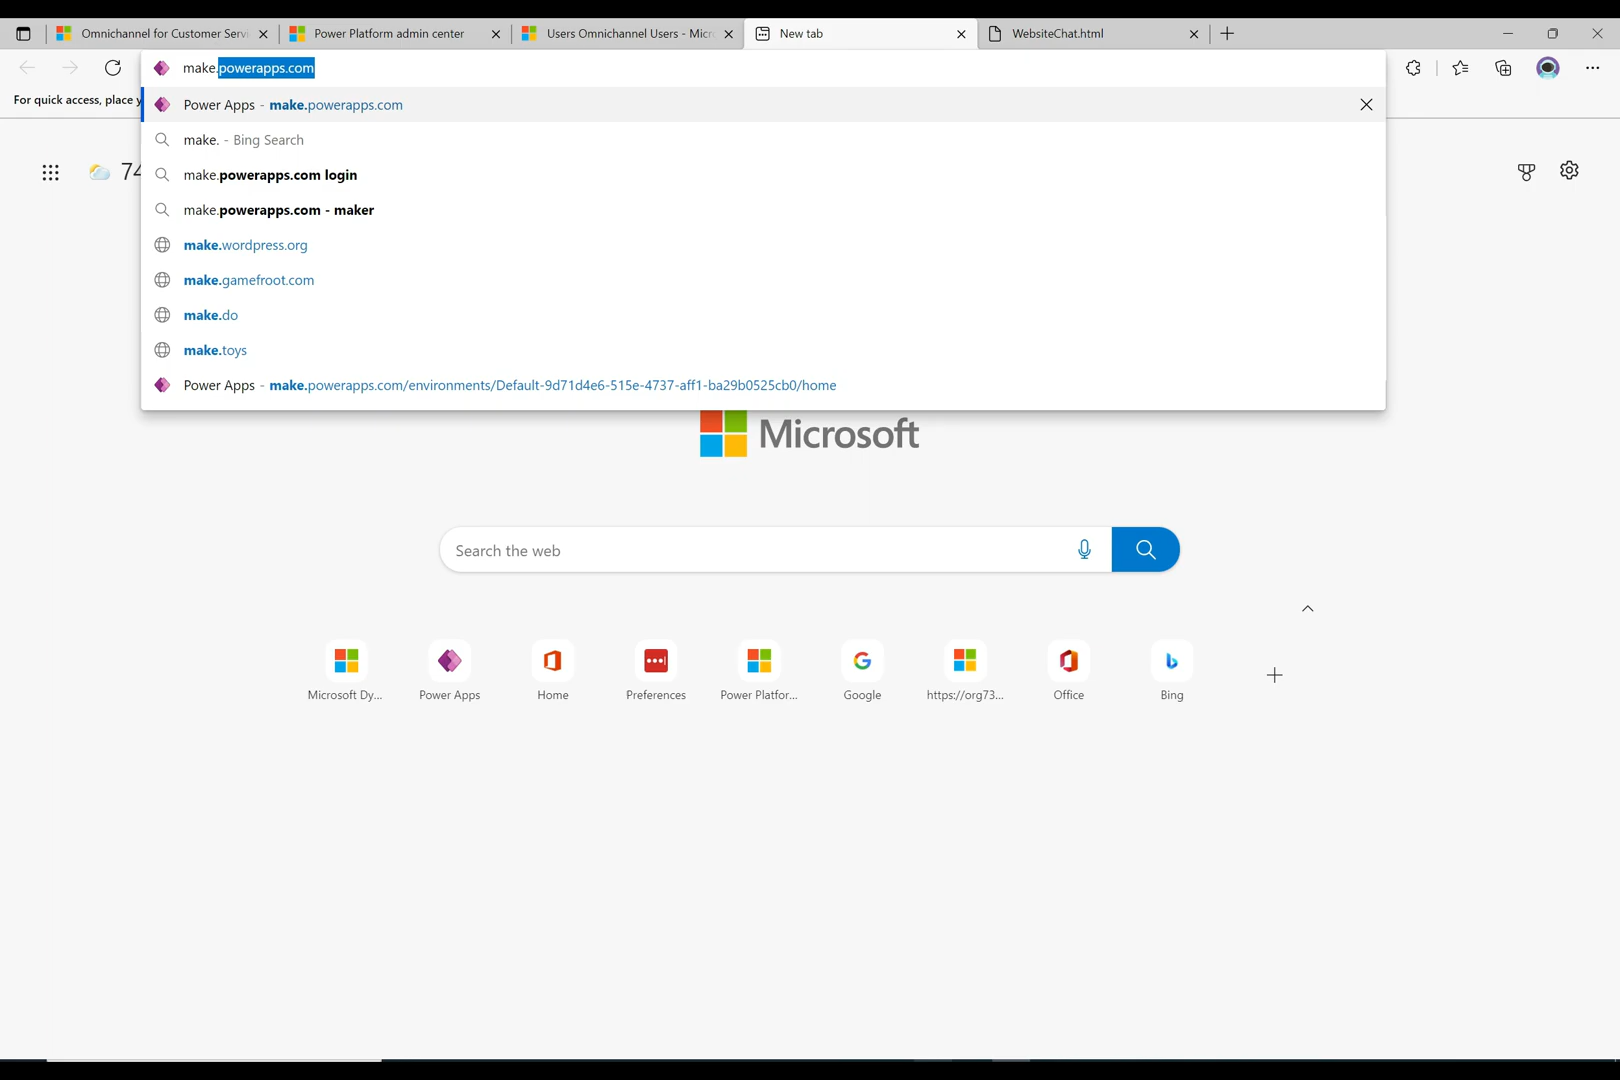 Omnichannel for Customer Servi
Power Platform admin center
Users Omnichannel Users - Micr
New tab
WebsiteChat.html
make.powerapps.com
For quick access, place y
Power Apps - make.powerapps.com
make. - Bing Search
make.powerapps.com login
make.powerapps.com - maker
make.wordpress.org
make.gamefroot.com
make.do
make.toys
Power Apps - make.powerapps.com/environments/Default-9d71d4e6-515e-4737-aff1-ba29b0525cb0/home
74
Microsoft
Search the web
Microsoft Dy...
Power Apps
Home
Preferences
Power Platfor...
Google
https://org73...
Office
Bing